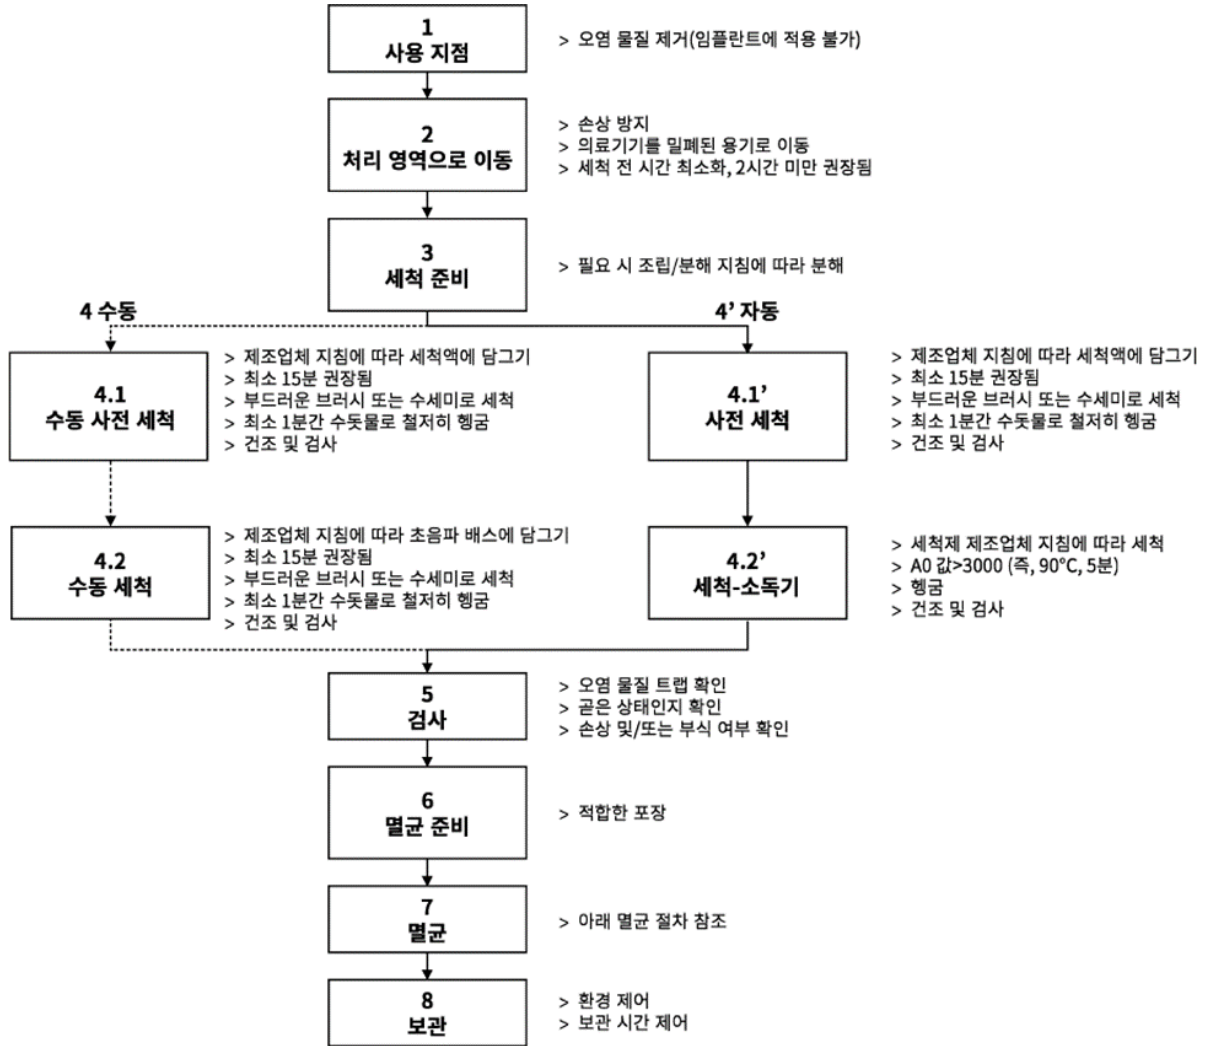 1
사용 지점
> 오염 물질 제거(임플란트에 적용 불가)
2
처리 영역으로 이동
> 손상 방지
> 의료기기를 밀폐된 용기로 이동
> 세척 전 시간 최소화, 2시간 미만 권장됨
3
세척 준비
> 필요 시 조립/분해 지침에 따라 분해
4 수동
4.1
수동 사전 세척
> 제조업체 지침에 따라 세척액에 담그기
> 최소 15분 권장됨
> 부드러운 브러시 또는 수세미로 세척
> 최소 1분간 수돗물로 철저히 헹굼
> 건조 및 검사
4' 자동
4.1'
사전 세척
> 제조업체 지침에 따라 세척액에 담그기
> 최소 15분 권장됨
> 부드러운 브러시 또는 수세미로 세척
> 최소 1분간 수돗물로 철저히 헹굼
> 건조 및 검사
4.2
수동 세척
> 제조업체 지침에 따라 초음파 배스에 담그기
> 최소 15분 권장됨
> 부드러운 브러시 또는 수세미로 세척
> 최소 1분간 수돗물로 철저히 헹굼
> 건조 및 검사
4.2'
세척-소독기
> 세척제 제조업체 지침에 따라 세척
> A0 값>3000 (즉, 90°C, 5분)
> 헹굼
> 건조 및 검사
5
검사
> 오염 물질 트랩 확인
> 곧은 상태인지 확인
> 손상 및/또는 부식 여부 확인
6
멸균 준비
> 적합한 포장
7
멸균
> 아래 멸균 절차 참조
8
보관
> 환경 제어
> 보관 시간 제어